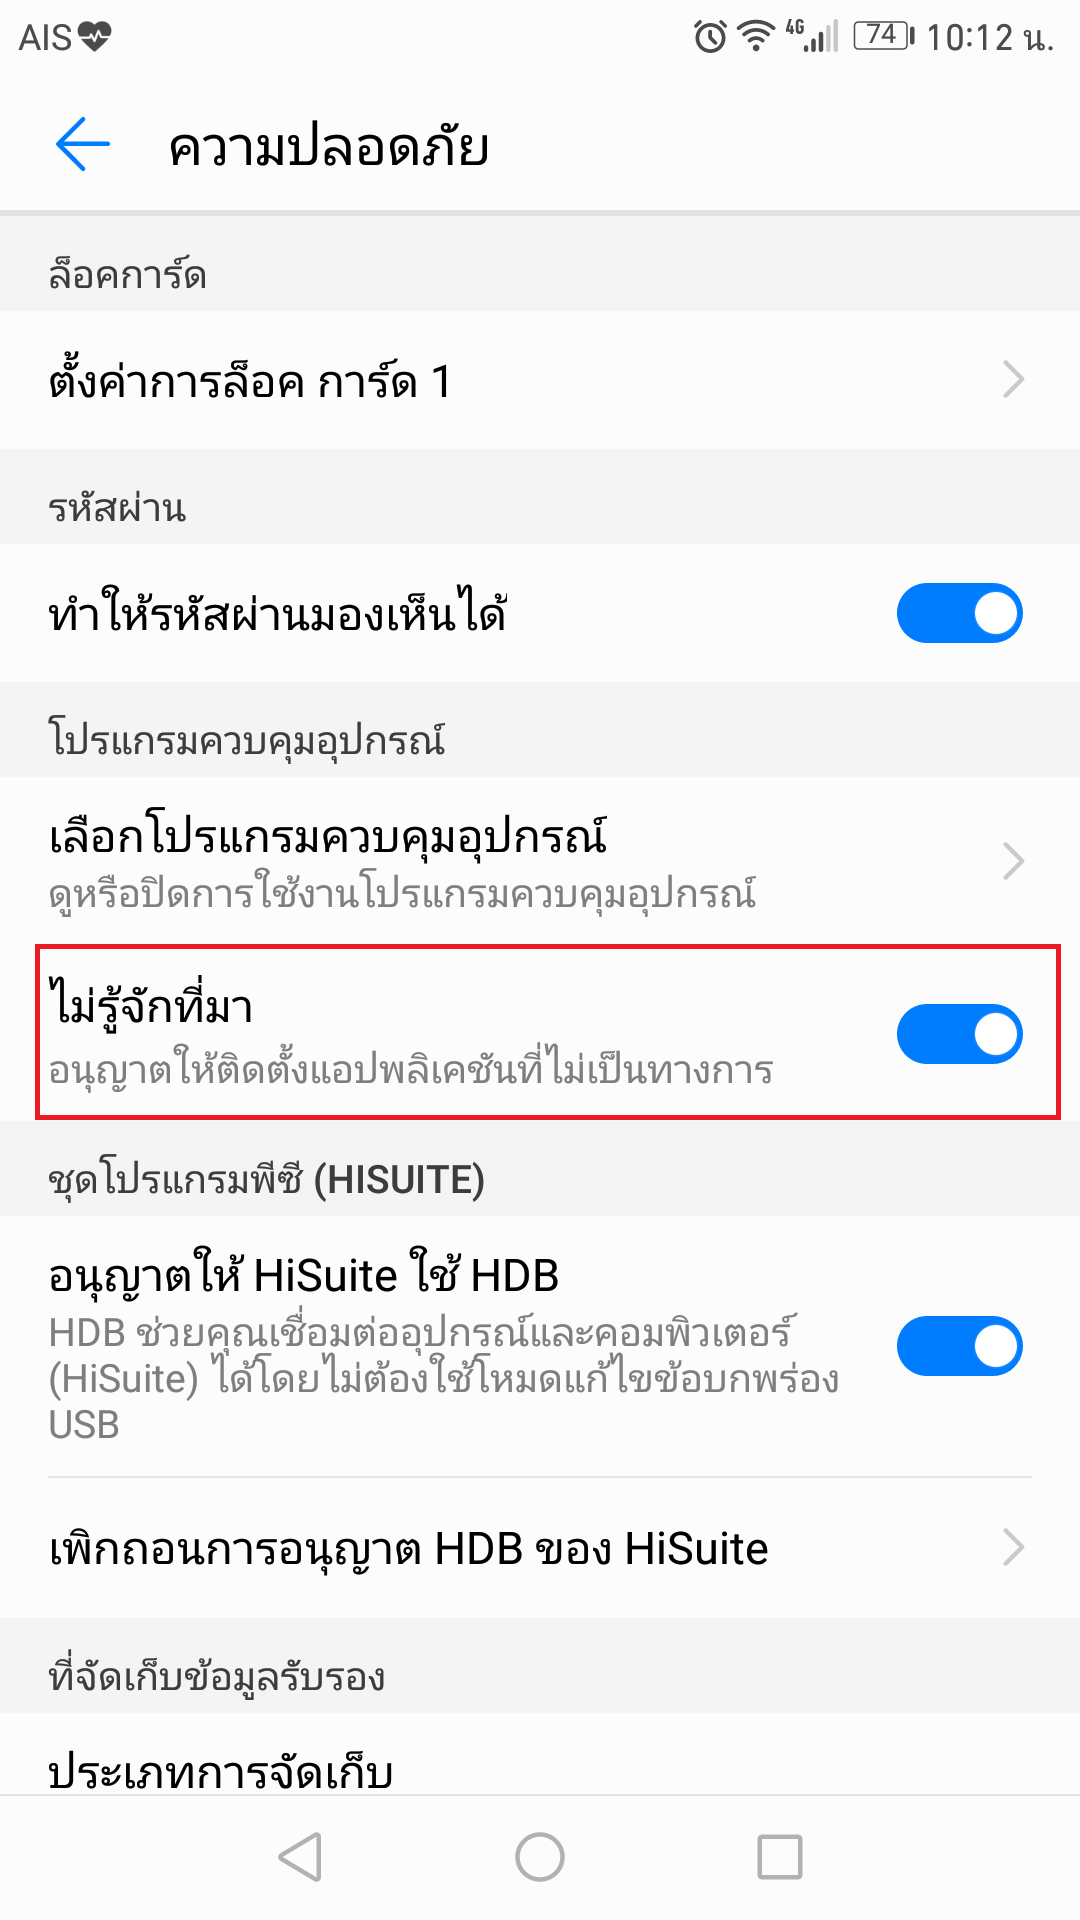 AIS 4G 74 10:12 น.
ความปลอดภัย
ล็อคการ์ด
ตั้งค่าการล็อค การ์ด 1
รหัสผ่าน
ทำให้รหัสผ่านมองเห็นได้
โปรแกรมควบคุมอุปกรณ์
เลือกโปรแกรมควบคุมอุปกรณ์
ดูหรือปิดการใช้งานโปรแกรมควบคุมอุปกรณ์
ไม่รู้จักที่มา
อนุญาตให้ติดตั้งแอปพลิเคชันที่ไม่เป็นทางการ
ชุดโปรแกรมพีซี (HISUITE)
อนุญาตให้ HiSuite ใช้ HDB
HDB ช่วยคุณเชื่อมต่ออุปกรณ์และคอมพิวเตอร์
(HiSuite) ได้โดยไม่ต้องใช้โหมดแก้ไขข้อบกพร่อง
USB
เพิกถอนการอนุญาต HDB ของ HiSuite
ที่จัดเก็บข้อมูลรับรอง
ประเภทการจัดเก็บ